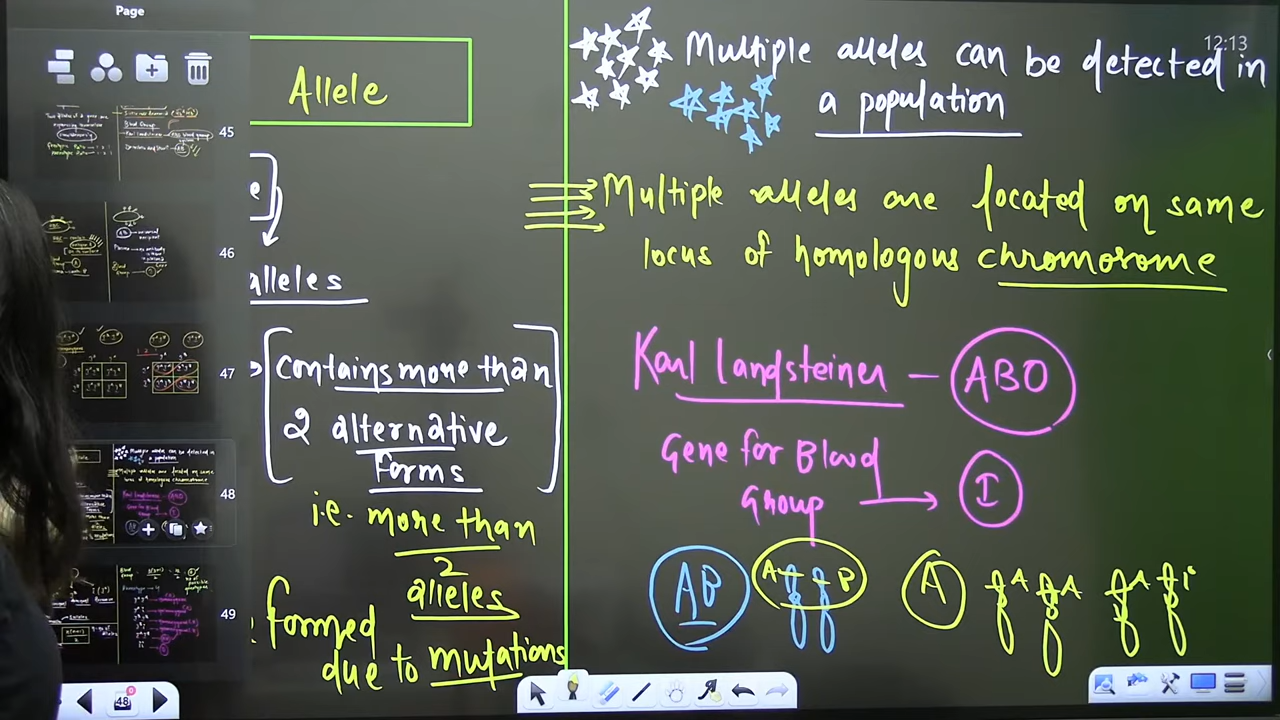 Page
12:13
45
46
47
48
49
48
Allele
alleles
contains more than
2 alternative
forms
i.e. more than
2
alleles
formed
due to mutations
Multiple alleles can be detected in
a population
Multiple alleles are located on same
locus of homologous chromosome
Karl landsteiner – ABO
Gene for Blood
Group → I
AB A B A A A A i